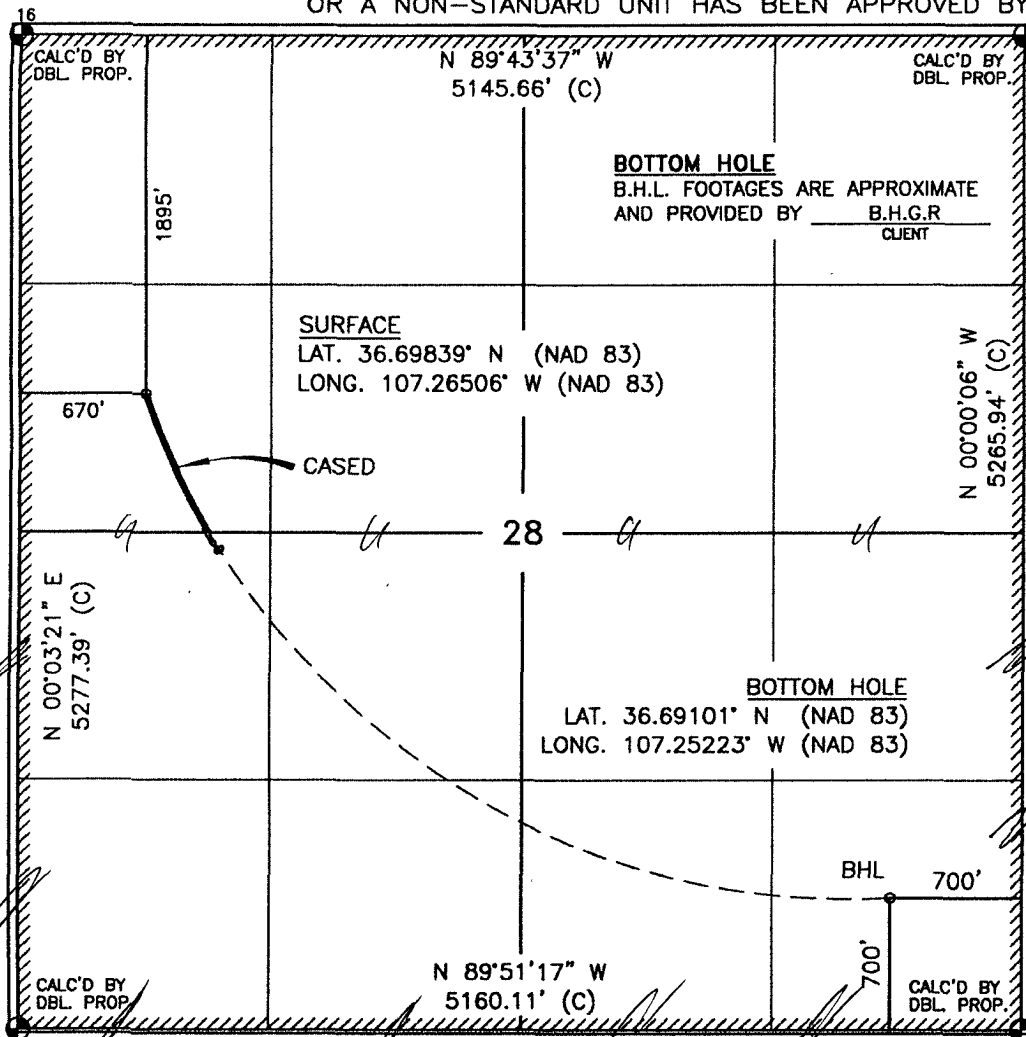 OR A NON-STANDARD UNIT HAS BEEN APPROVED BY
16
CALC'D BY
DBL. PROP.
N 89°43'37" W
5145.66' (C)
CALC'D BY
DBL. PROP.
1895'
BOTTOM HOLE
B.H.L. FOOTAGES ARE APPROXIMATE
AND PROVIDED BY B.H.G.R
CLIENT
SURFACE
LAT. 36.69839° N (NAD 83)
LONG. 107.26506° W (NAD 83)
670'
CASED
N 00°00'06" W
5265.94' (C)
28
N 00°03'21" E
5277.39' (C)
BOTTOM HOLE
LAT. 36.69101° N (NAD 83)
LONG. 107.25223° W (NAD 83)
BHL
700'
700'
N 89°51'17" W
5160.11' (C)
CALC'D BY
DBL. PROP.
CALC'D BY
DBL. PROP.